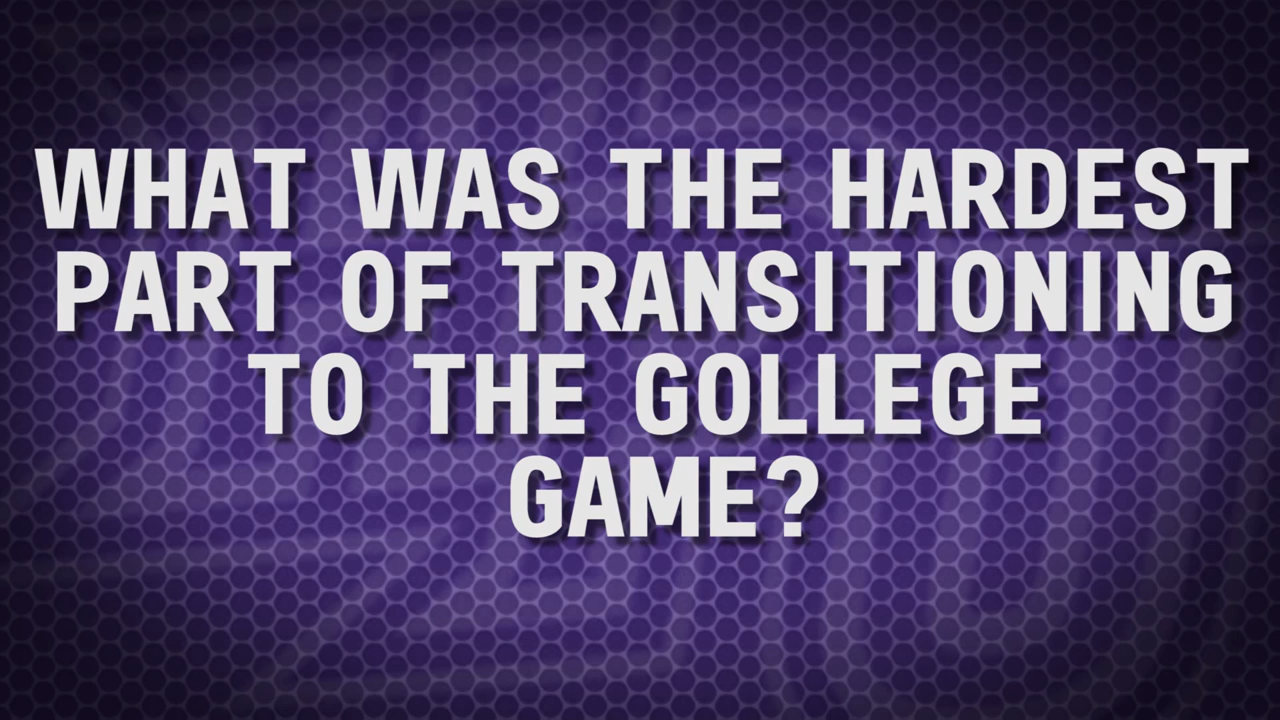 WHAT WAS THE HARDEST
PART OF TRANSITIONING
TO THE GOLLEGE
GAME?